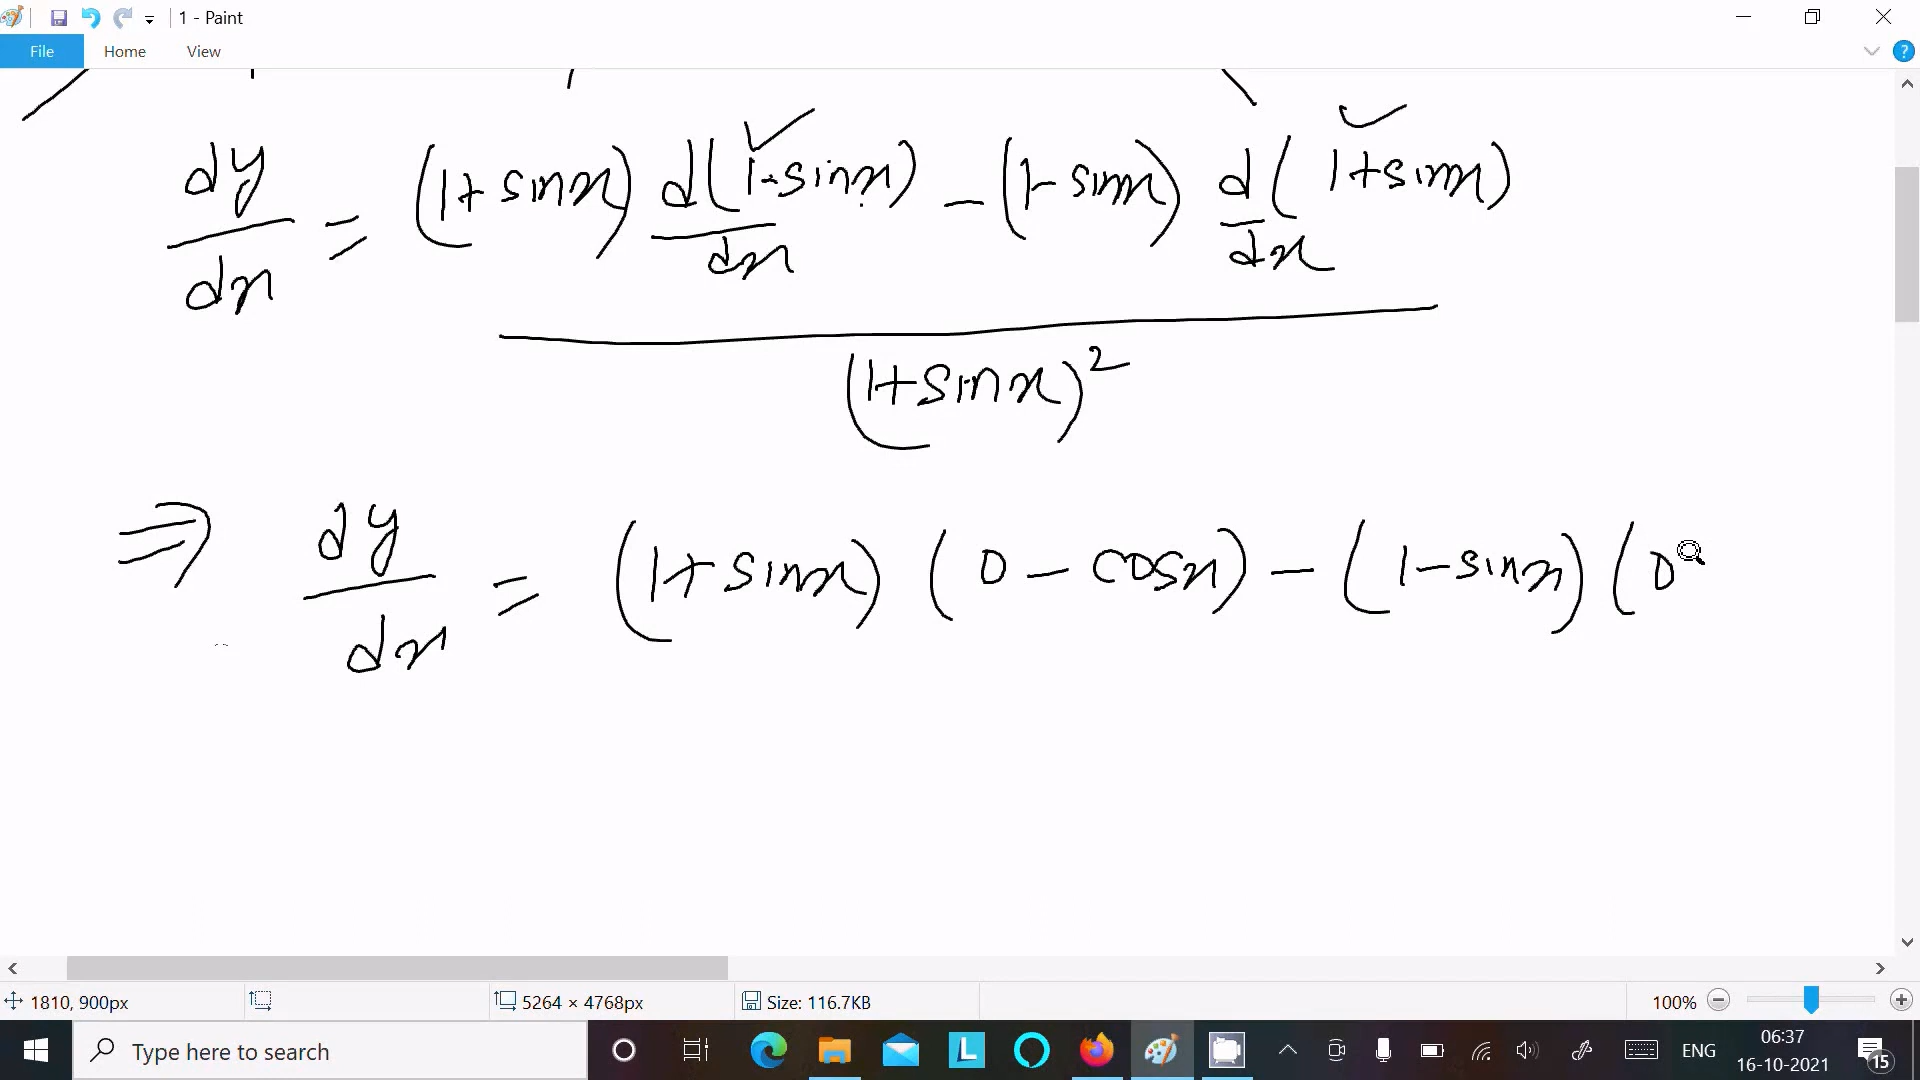 1 - Paint
File Home View
dy/dx = (1+sinx) d(1-sinx)/dx - (1-sinx) d/dx (1+sinx)
(1+sinx)²
⇒ dy/dx = (1+sinx) (0 - cosx) - (1-sinx) (0
1810, 900px 5264 × 4768px Size: 116.7KB 100%
Type here to search L ENG 06:37
16-10-2021 15